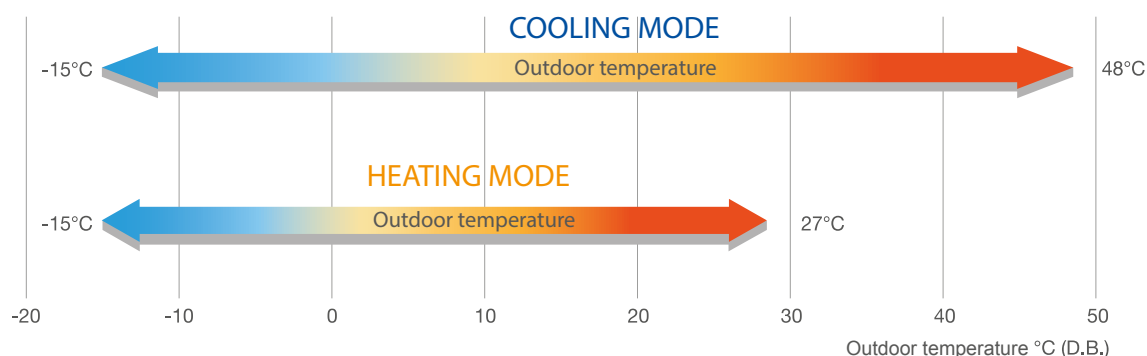 COOLING MODE
-15°C
Outdoor temperature
48°C
HEATING MODE
-15°C
Outdoor temperature
27°C
-20 -10 0 10 20 30 40 50
Outdoor temperature °C (D.B.)